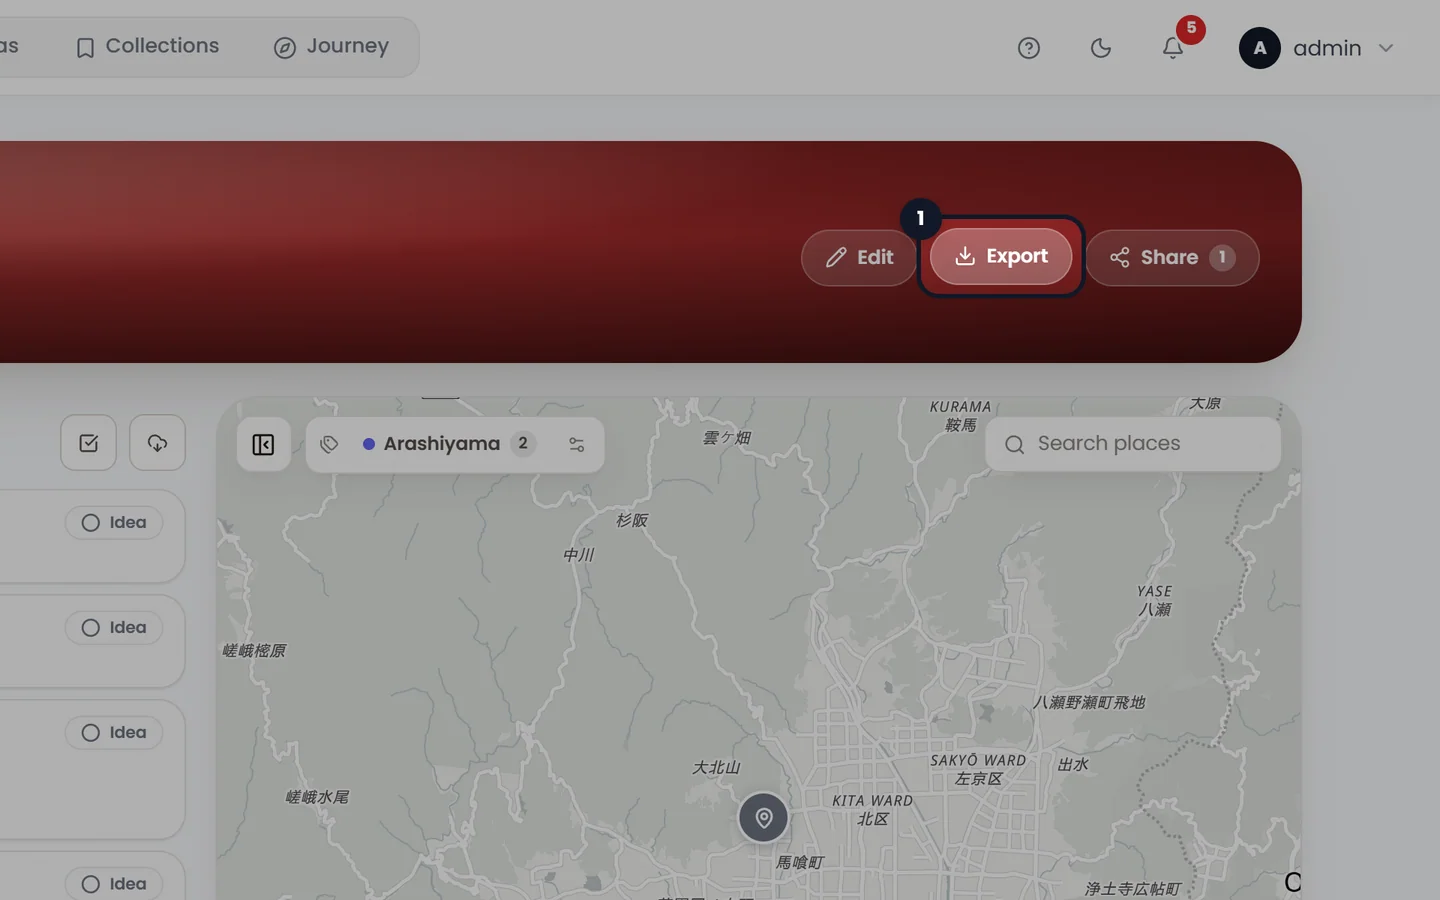 as
Collections
Journey
5
A
admin
1
Edit
Export
Share
1
Arashiyama
2
Search places
Idea
Idea
Idea
Idea
KURAMA
鞍馬
大原
雲ケ畑
杉阪
中川
YASE
八瀬
嵯峨樒原
八瀬野瀬町飛地
大北山
SAKYŌ WARD
左京区
出水
嵯峨水尾
KITA WARD
北区
馬喰町
浄土寺広帖町